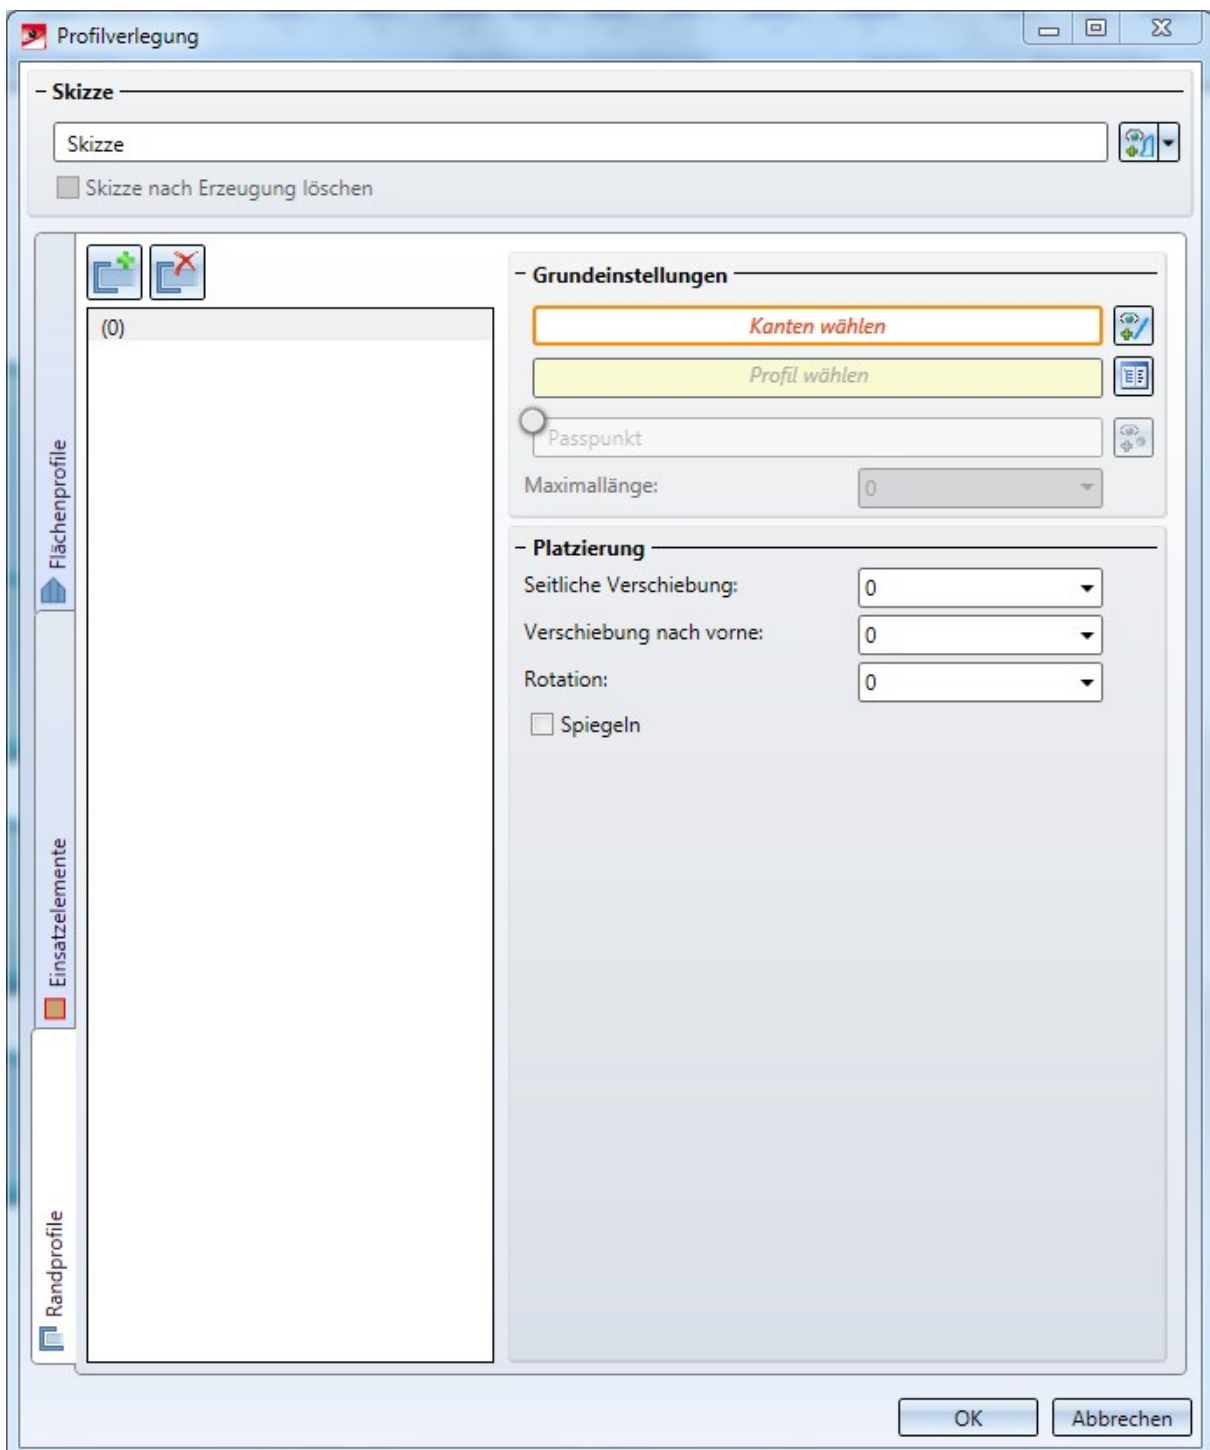 Profilverlegung
Skizze
Skizze
Skizze nach Erzeugung löschen
Flächenprofile
Einsatzelemente
Randprofile
(0)
Grundeinstellungen
Kanten wählen
Profil wählen
Passpunkt
Maximallänge: 0
Platzierung
Seitliche Verschiebung: 0
Verschiebung nach vorne: 0
Rotation: 0
Spiegeln
OK Abbrechen